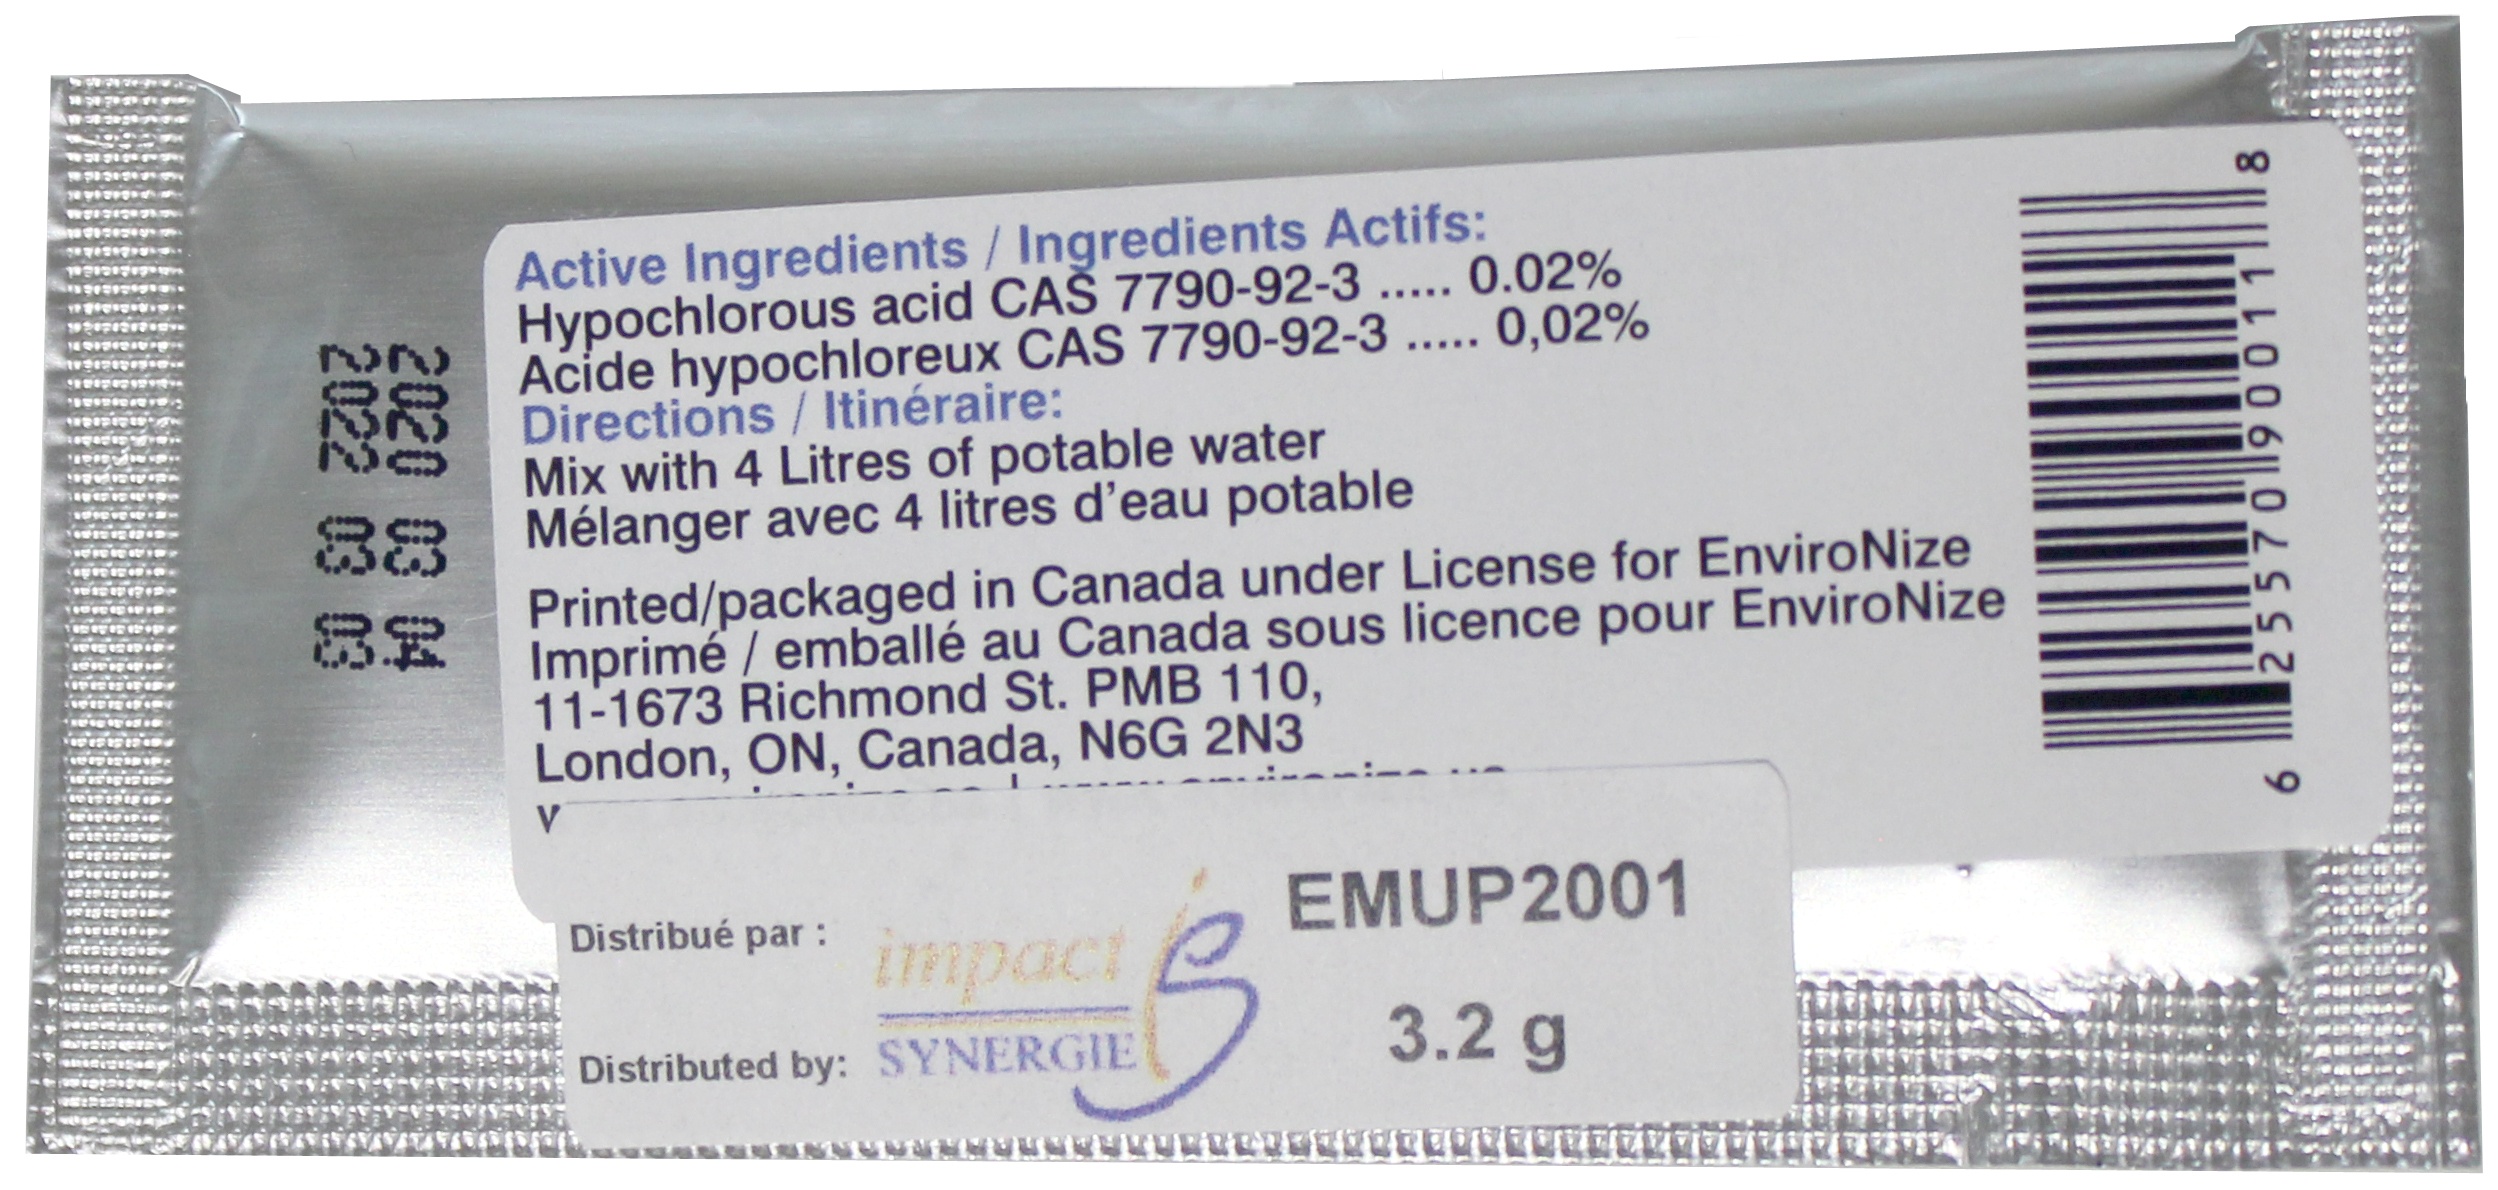 Active Ingredients / Ingredients Actifs:
Hypochlorous acid CAS 7790-92-3 ..... 0.02%
Acide hypochloreux CAS 7790-92-3 ..... 0,02%
Directions / Itinéraire:
Mix with 4 Litres of potable water
Mélanger avec 4 litres d'eau potable
Printed/packaged in Canada under License for EnviroNize
Imprimé / emballé au Canada sous licence pour EnviroNize
11-1673 Richmond St. PMB 110,
London, ON, Canada, N6G 2N3
6 25570 90011 8
Distribué par :
Distributed by:
impact
SYNERGIE
EMUP2001
3.2 g